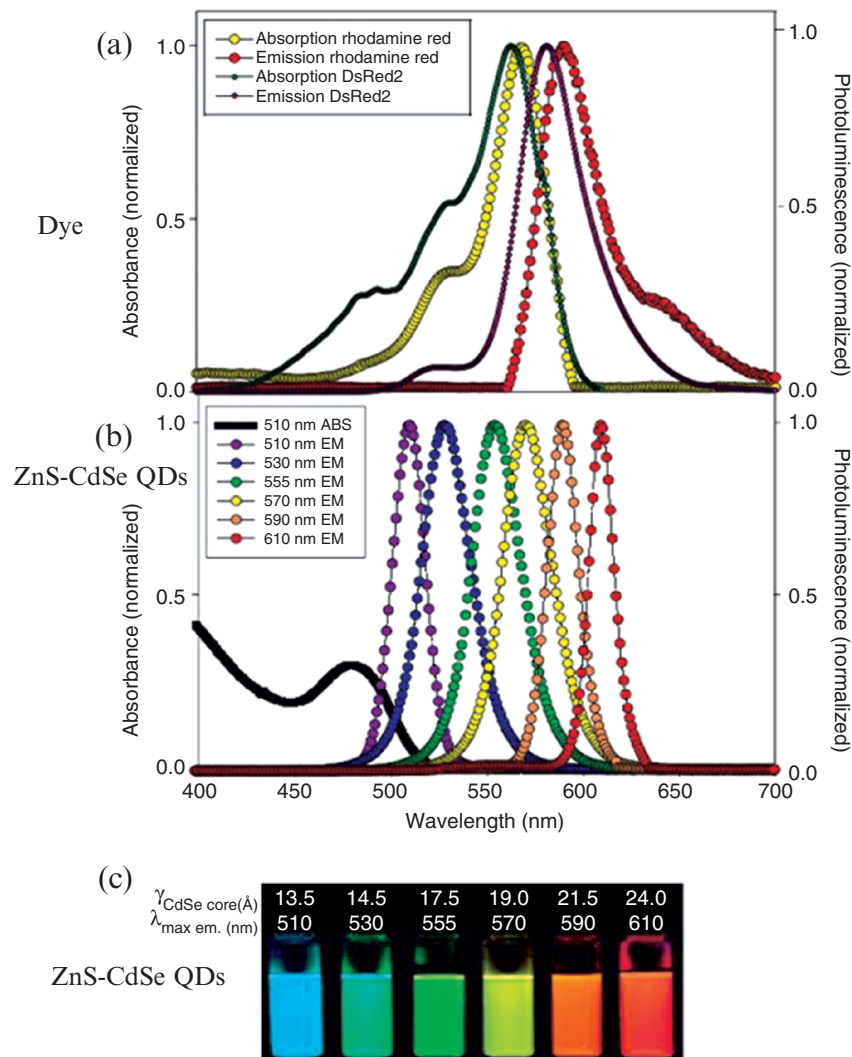 (a)
Absorption rhodamine red
Emission rhodamine red
Absorption DsRed2
Emission DsRed2
1.0
0.5
0.0
Absorbance (normalized)
1.0
0.5
0.0
Photoluminescence (normalized)
Dye
(b)
ZnS-CdSe QDs
510 nm ABS
510 nm EM
530 nm EM
555 nm EM
570 nm EM
590 nm EM
610 nm EM
1.0
0.5
0.0
Absorbance (normalized)
1.0
0.5
0.0
Photoluminescence (normalized)
400 450 500 550 600 650 700
Wavelength (nm)
(c)
γCdSe core(Å) 13.5 14.5 17.5 19.0 21.5 24.0
λmax em. (nm) 510 530 555 570 590 610
ZnS-CdSe QDs